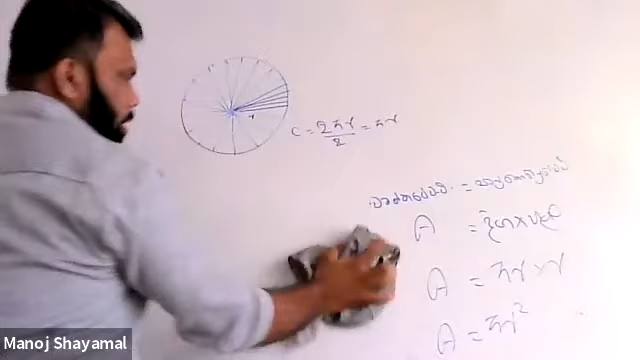 r
C = 2πr/2 = πr
A = දිග × පළල
A = πr × r
A = πr²
Manoj Shayamal